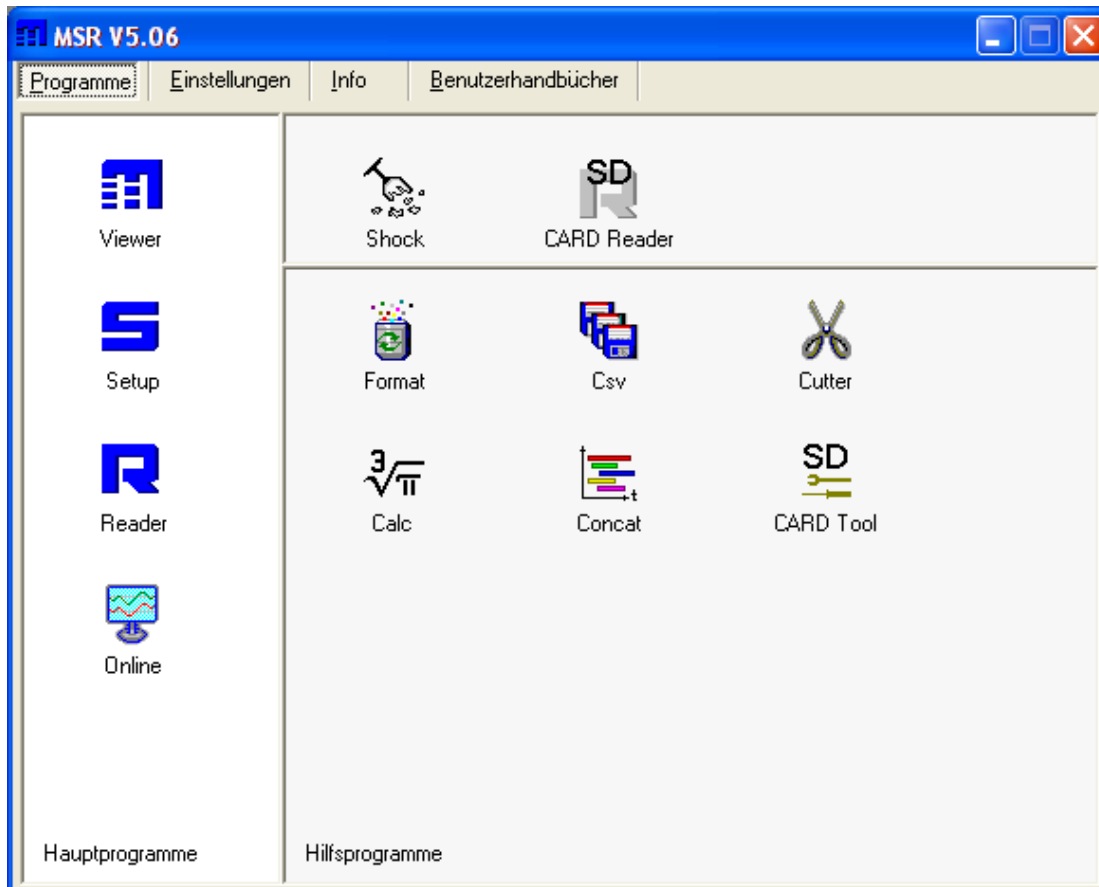 MSR V5.06
Programme Einstellungen Info Benutzerhandbücher
Viewer
Setup
Reader
Online
Hauptprogramme
Shock
SD
CARD Reader
Format
Csv
Cutter
3√π
Calc
t
Concat
SD
CARD Tool
Hilfsprogramme